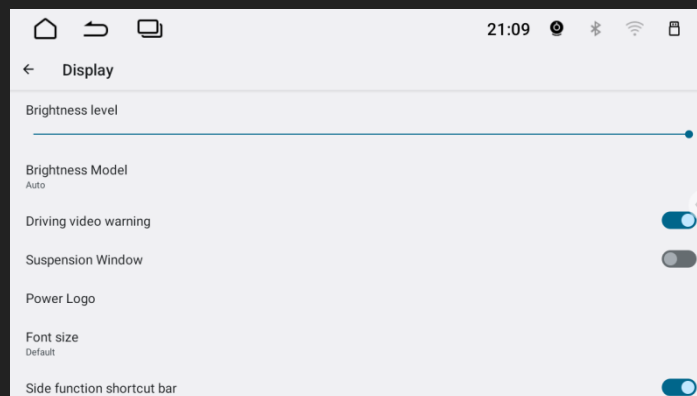 21:09
Display
Brightness level
Brightness Model
Auto
Driving video warning
Suspension Window
Power Logo
Font size
Default
Side function shortcut bar